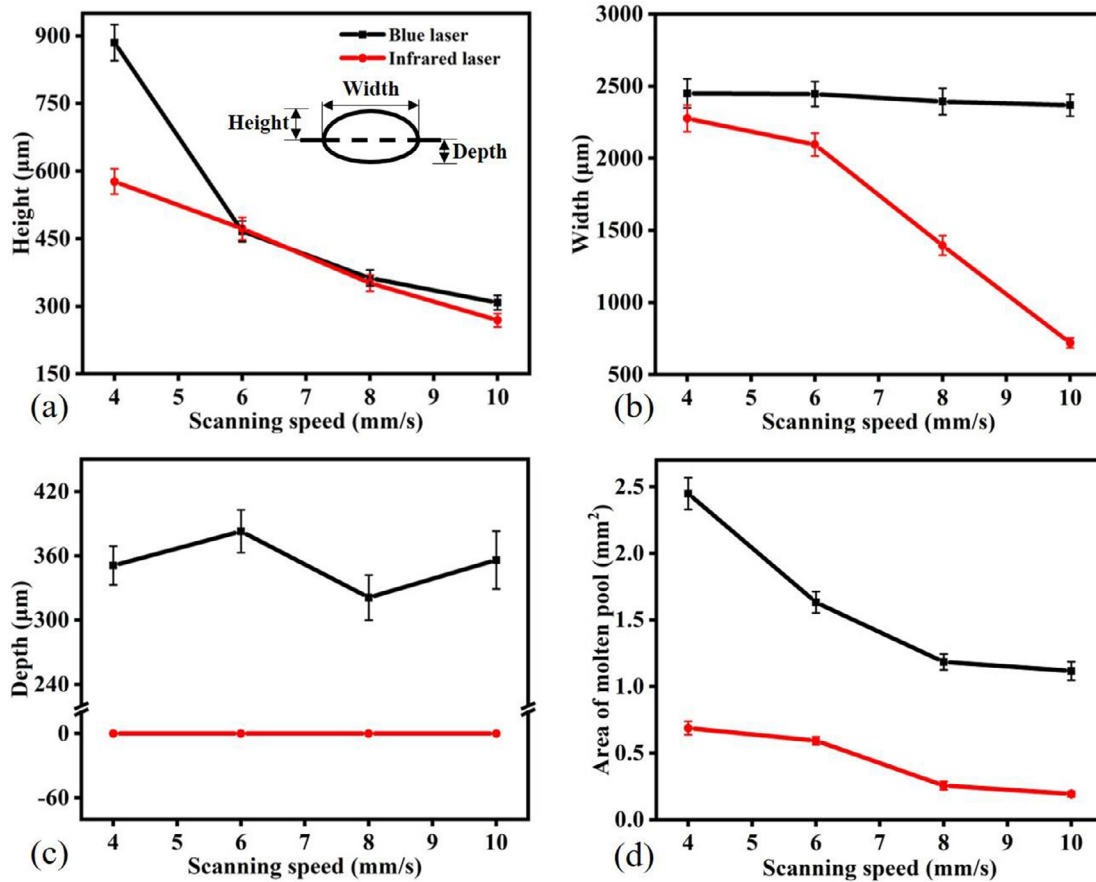 900
750
600
450
300
150
Height (μm)
Blue laser
Infrared laser
Width
Height
Depth
4 5 6 7 8 9 10
Scanning speed (mm/s)
(a)
3000
2500
2000
1500
1000
500
Width (μm)
4 5 6 7 8 9 10
Scanning speed (mm/s)
(b)
420
360
300
240
0
-60
Depth (μm)
4 5 6 7 8 9 10
Scanning speed (mm/s)
(c)
2.5
2.0
1.5
1.0
0.5
0.0
Area of molten pool (mm²)
4 5 6 7 8 9 10
Scanning speed (mm/s)
(d)